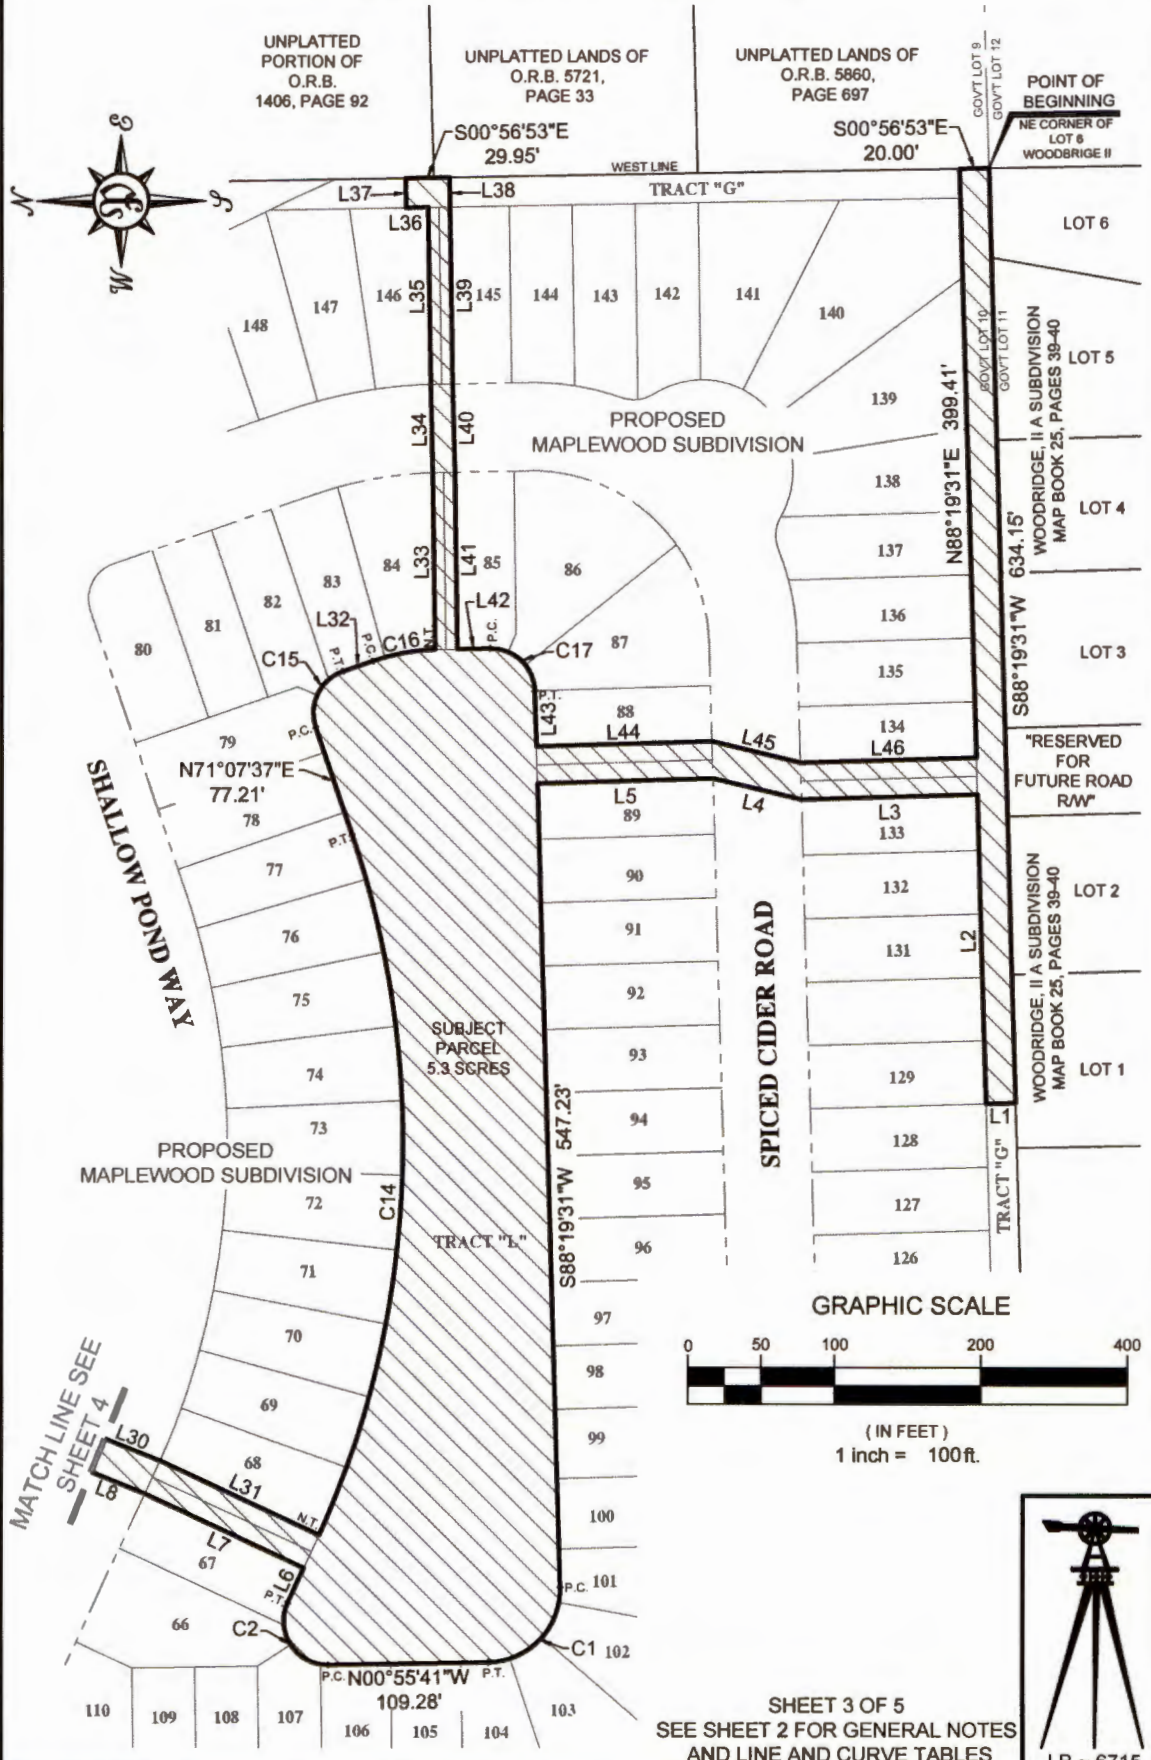 UNPLATTED
PORTION OF
O.R.B.
1406, PAGE 92
UNPLATTED LANDS OF
O.R.B. 5721,
PAGE 33
UNPLATTED LANDS OF
O.R.B. 5860,
PAGE 697
GOV'T LOT 9
GOV'T LOT 12
POINT OF
BEGINNING
NE CORNER OF
LOT 6
WOODBRIGE II
S00°56'53"E
29.95'
S00°56'53"E
20.00'
WEST LINE
TRACT "G"
N
E
S
W
L37
L38
L36
LOT 6
148
147
146
L35
L39
145
144
143
142
141
140
GOV'T LOT 10
GOV'T LOT 11
LOT 5
WOODRIDGE, II A SUBDIVISION
MAP BOOK 25, PAGES 39-40
139
N88°19'31"E 399.41'
L34
L40
PROPOSED
MAPLEWOOD SUBDIVISION
138
LOT 4
137
S88°19'31"W 634.15'
80
81
82
83
84
L33
L41
85
86
L32
L42
P.C.
C16
N.T.
P.C.
C17
87
136
LOT 3
P.T.
C15
135
P.C.
79
P.T.
L43
88
L44
L45
134
L46
"RESERVED
FOR
FUTURE ROAD
R/W"
N71°07'37"E
77.21'
78
L5
89
L4
L3
133
SHALLOW POND WAY
P.T.
77
90
132
LOT 2
76
91
131
L2
WOODRIDGE, II A SUBDIVISION
MAP BOOK 25, PAGES 39-40
75
92
SPICED CIDER ROAD
SUBJECT
PARCEL
5.3 SCRES
93
74
129
LOT 1
S88°19'31"W 547.23'
94
L1
73
128
PROPOSED
MAPLEWOOD SUBDIVISION
95
TRACT "G"
72
C14
127
TRACT "L"
96
126
71
97
GRAPHIC SCALE
70
98
0 50 100 200 400
69
99
( IN FEET )
1 inch = 100ft.
MATCH LINE SEE
SHEET 4
L30
68
L31
L8
N.T.
100
L7
67
L6
P.T.
P.C.
101
66
C2
C1
102
P.C.
N00°55'41"W
109.28'
P.T.
110
109
108
107
106
105
104
103
SHEET 3 OF 5
SEE SHEET 2 FOR GENERAL NOTES
AND LINE AND CURVE TABLES